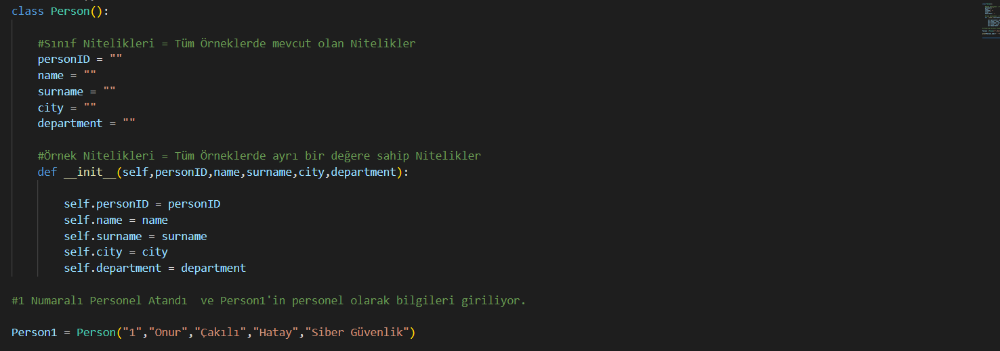 class Person():
#Sınıf Nitelikleri = Tüm Örneklerde mevcut olan Nitelikler
personID = ""
name = ""
surname = ""
city = ""
department = ""
#Örnek Nitelikleri = Tüm Örneklerde ayrı bir değere sahip Nitelikler
def __init__(self,personID,name,surname,city,department):
self.personID = personID
self.name = name
self.surname = surname
self.city = city
self.department = department
#1 Numaralı Personel Atandı  ve Person1'in personel olarak bilgileri giriliyor.
Person1 = Person("1","Onur","Çakılı","Hatay","Siber Güvenlik")